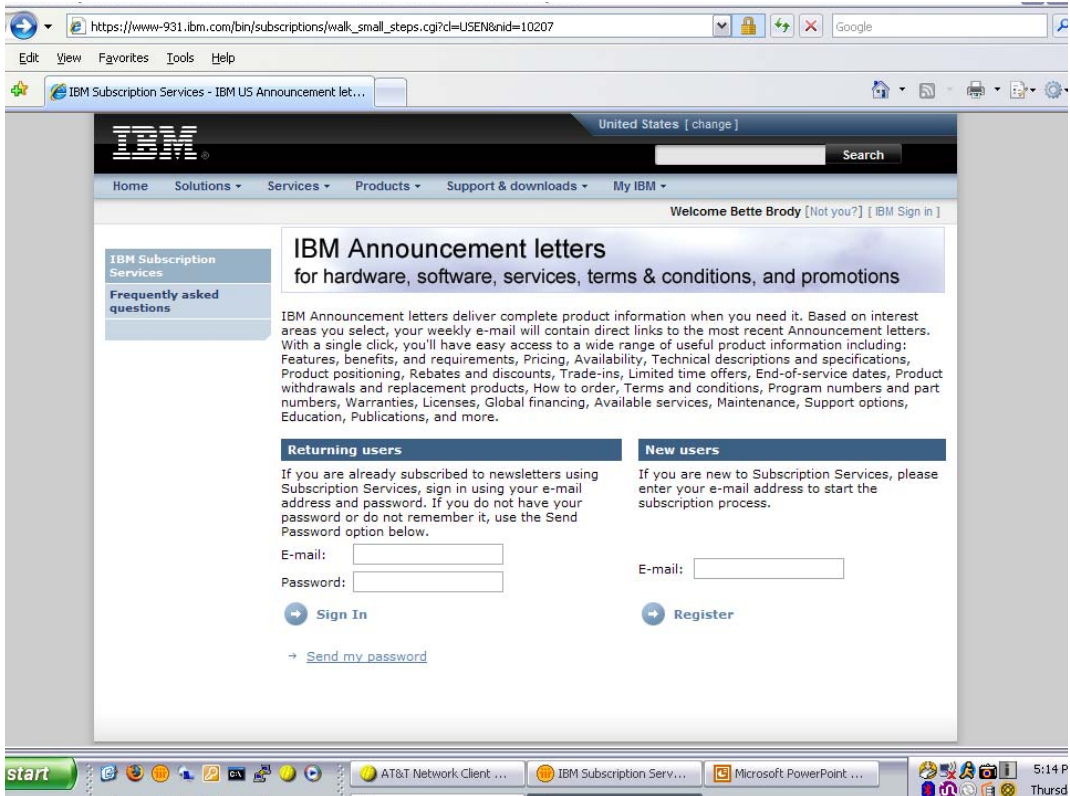 https://www-931.ibm.com/bin/subscriptions/walk_small_steps.cgi?cl=USEN&nid=10207
Google
Edit View Favorites Tools Help
IBM Subscription Services - IBM US Announcement let...
United States [ change ]
IBM
Search
Home Solutions Services Products Support & downloads My IBM
Welcome Bette Brody [Not you?] [ IBM Sign in ]
IBM Subscription
Services
Frequently asked
questions
IBM Announcement letters
for hardware, software, services, terms & conditions, and promotions
IBM Announcement letters deliver complete product information when you need it. Based on interest
areas you select, your weekly e-mail will contain direct links to the most recent Announcement letters.
With a single click, you'll have easy access to a wide range of useful product information including:
Features, benefits, and requirements, Pricing, Availability, Technical descriptions and specifications,
Product positioning, Rebates and discounts, Trade-ins, Limited time offers, End-of-service dates, Product
withdrawals and replacement products, How to order, Terms and conditions, Program numbers and part
numbers, Warranties, Licenses, Global financing, Available services, Maintenance, Support options,
Education, Publications, and more.
Returning users
If you are already subscribed to newsletters using
Subscription Services, sign in using your e-mail
address and password. If you do not have your
password or do not remember it, use the Send
Password option below.
E-mail:
Password:
Sign In
Send my password
New users
If you are new to Subscription Services, please
enter your e-mail address to start the
subscription process.
E-mail:
Register
start
AT&T Network Client ...
IBM Subscription Serv...
Microsoft PowerPoint ...
5:14 P
Thursd